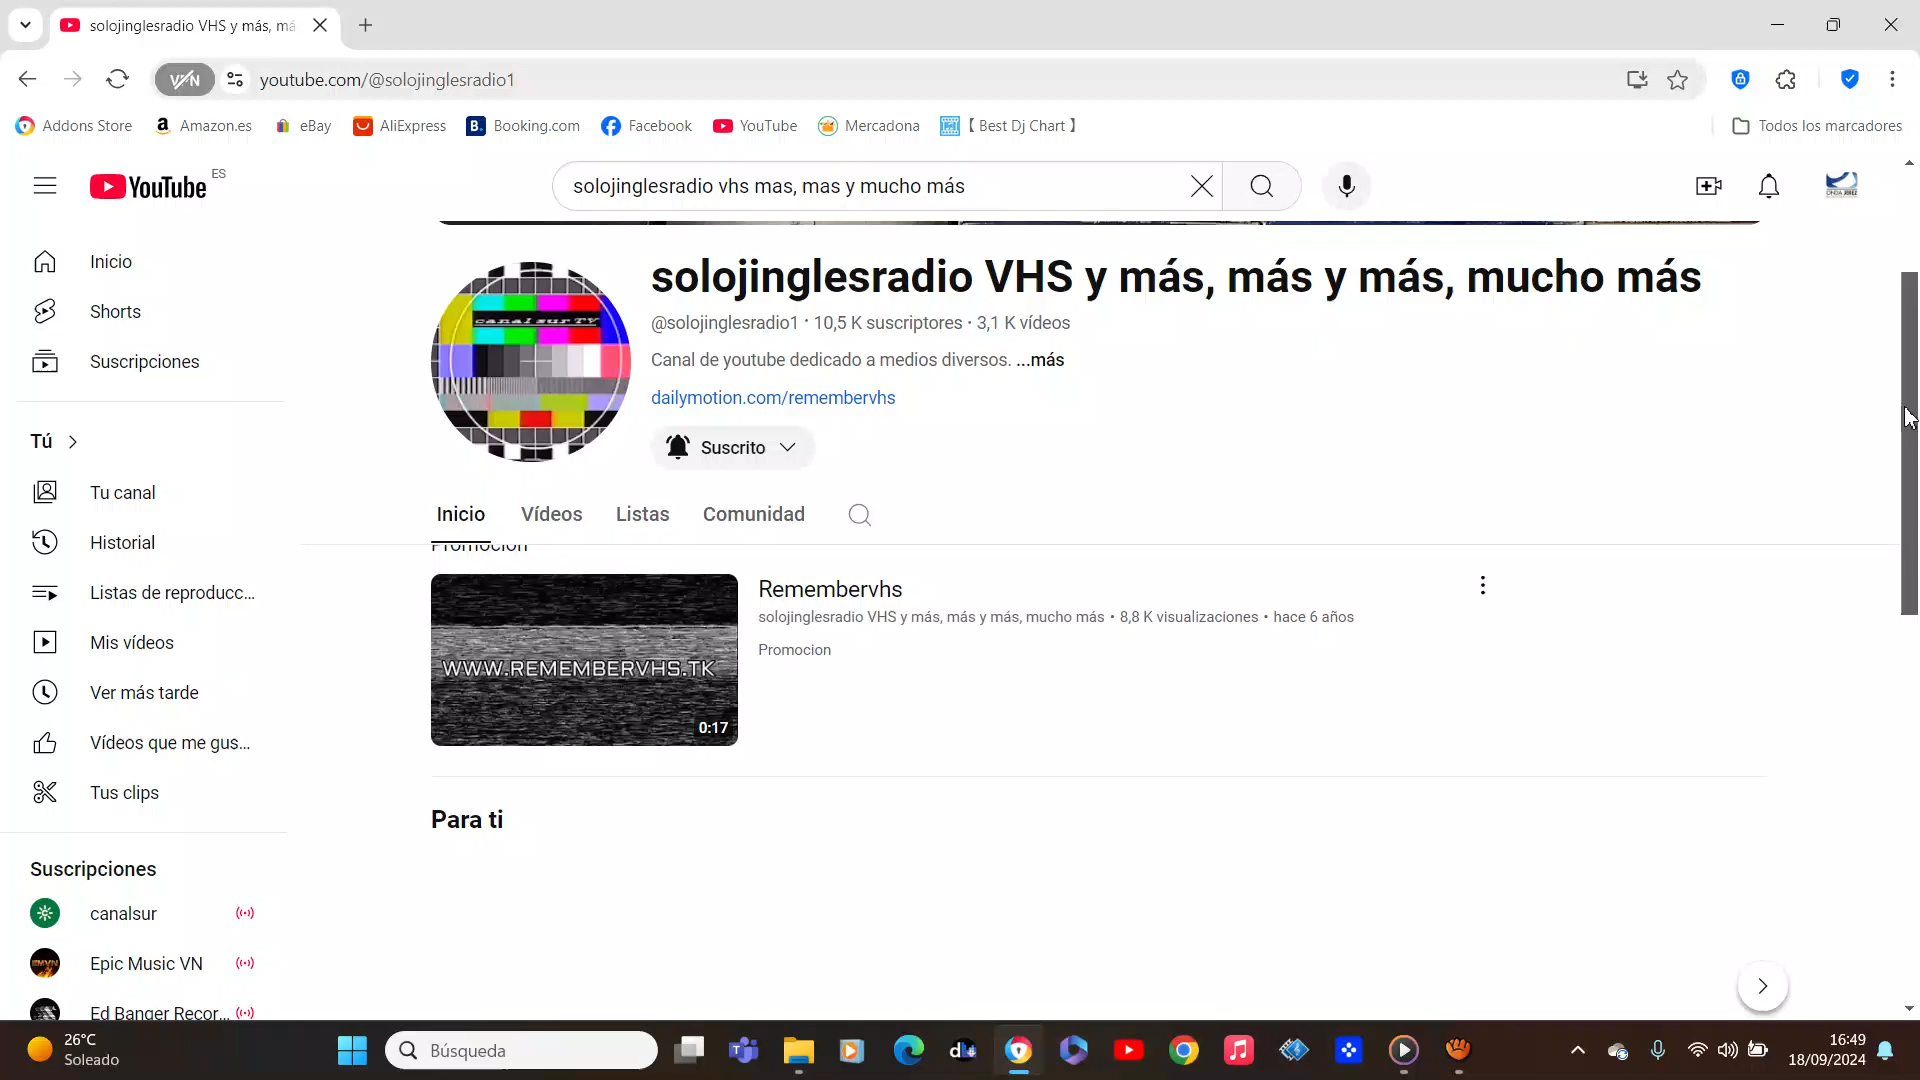 solojinglesradio VHS y más, má
VPN
youtube.com/@solojinglesradio1
Addons Store
Amazon.es
eBay
AliExpress
Booking.com
Facebook
YouTube
Mercadona
【 Best Dj Chart 】
Todos los marcadores
YouTube ES
solojinglesradio vhs mas, mas y mucho más
Inicio
Shorts
Suscripciones
Tú
Tu canal
Historial
Listas de reproducc...
Mis vídeos
Ver más tarde
Vídeos que me gus...
Tus clips
Suscripciones
canalsur
Epic Music VN
Ed Banger Recor...
canal sur TV
solojinglesradio VHS y más, más y más, mucho más
@solojinglesradio1 · 10,5 K suscriptores · 3,1 K vídeos
Canal de youtube dedicado a medios diversos. ...más
dailymotion.com/remembervhs
Suscrito
Inicio
Vídeos
Listas
Comunidad
Promoción
WWW.REMEMBERVHS.TK
0:17
Remembervhs
solojinglesradio VHS y más, más y más, mucho más • 8,8 K visualizaciones • hace 6 años
Promocion
Para ti
26°C
Soleado
Búsqueda
16:49
18/09/2024